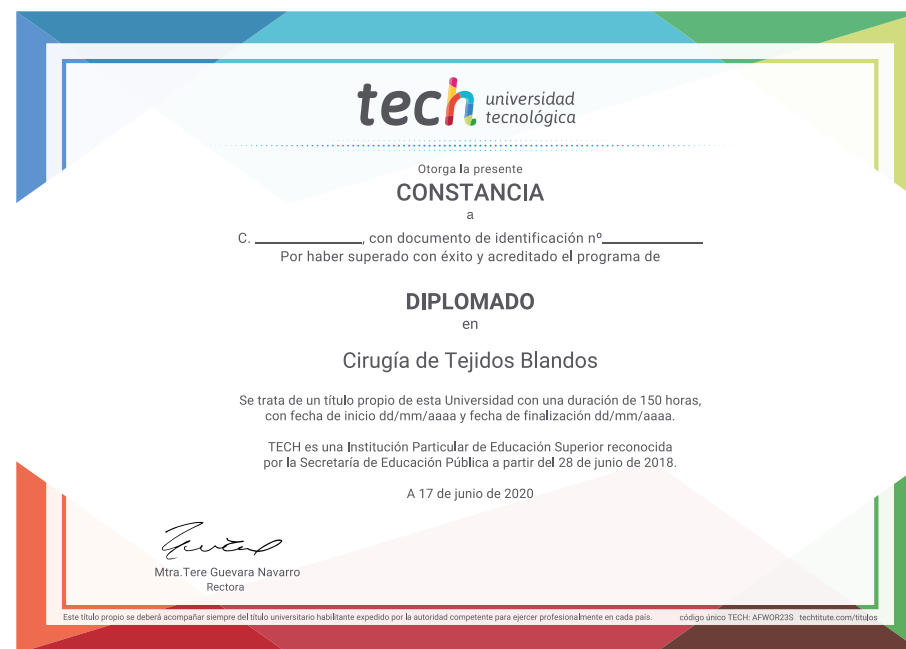 tech universidad
tecnológica
Otorga la presente
CONSTANCIA
a
C. ____________, con documento de identificación nº____________
Por haber superado con éxito y acreditado el programa de
DIPLOMADO
en
Cirugía de Tejidos Blandos
Se trata de un título propio de esta Universidad con una duración de 150 horas,
con fecha de inicio dd/mm/aaaa y fecha de finalización dd/mm/aaaa.
TECH es una Institución Particular de Educación Superior reconocida
por la Secretaría de Educación Pública a partir del 28 de junio de 2018.
A 17 de junio de 2020
Mtra.Tere Guevara Navarro
Rectora
Este título propio se deberá acompañar siempre del título universitario habilitante expedido por la autoridad competente para ejercer profesionalmente en cada país. código único TECH: AFWOR23S techtitute.com/titulos